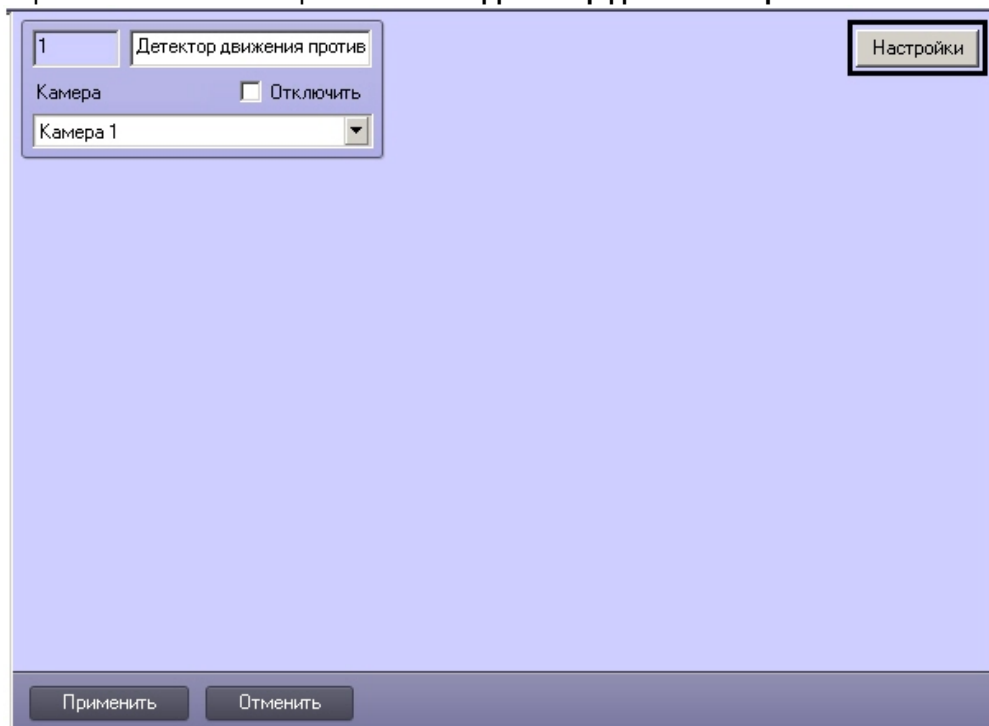 1
Детектор движения против
Настройки
Камера
Отключить
Камера 1
Применить
Отменить